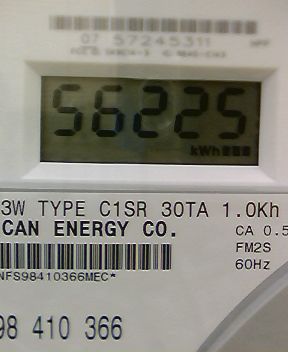 07 57245311
56225
kWh
3W TYPE C1SR 30TA 1.0Kh
CAN ENERGY CO.
CA 0.5
FM2S
60Hz
NFS98410366MEC*
98 410 366